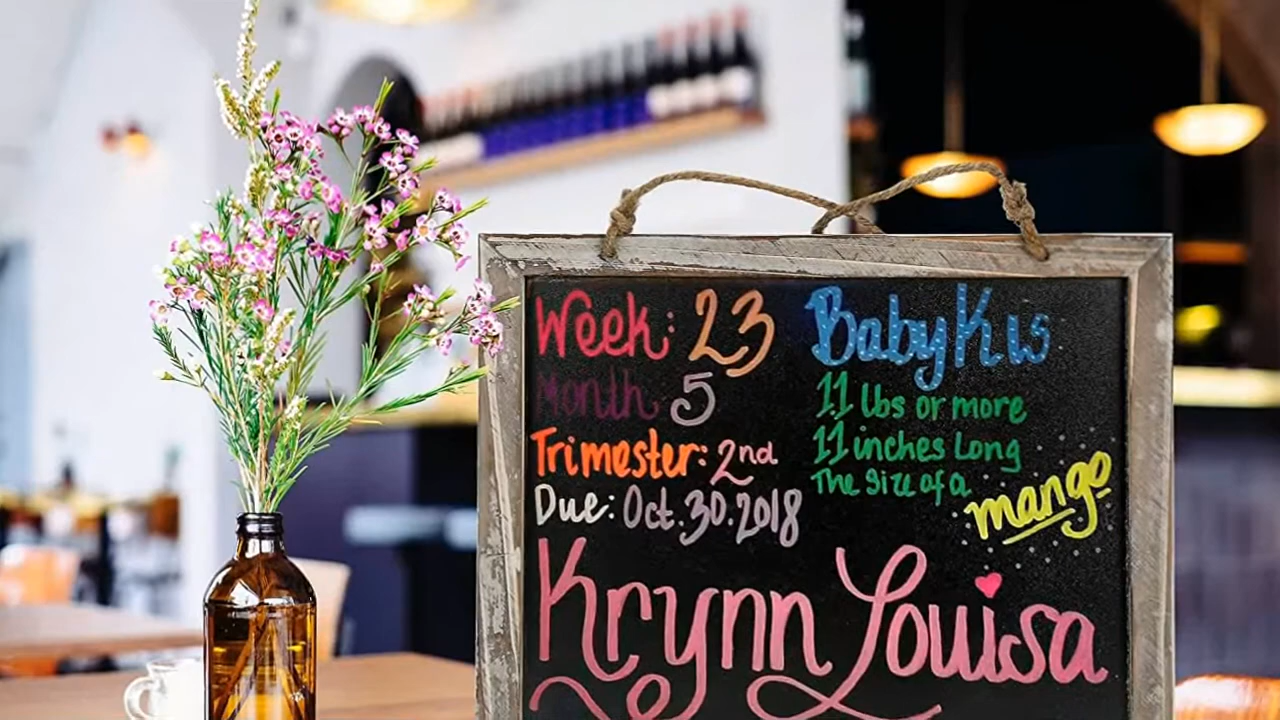 Week: 23
Month 5
Trimester: 2nd
Due: Oct.30.2018
Baby K is
1.1 lbs or more
11 inches Long
The size of a
mango
Krynn Louisa